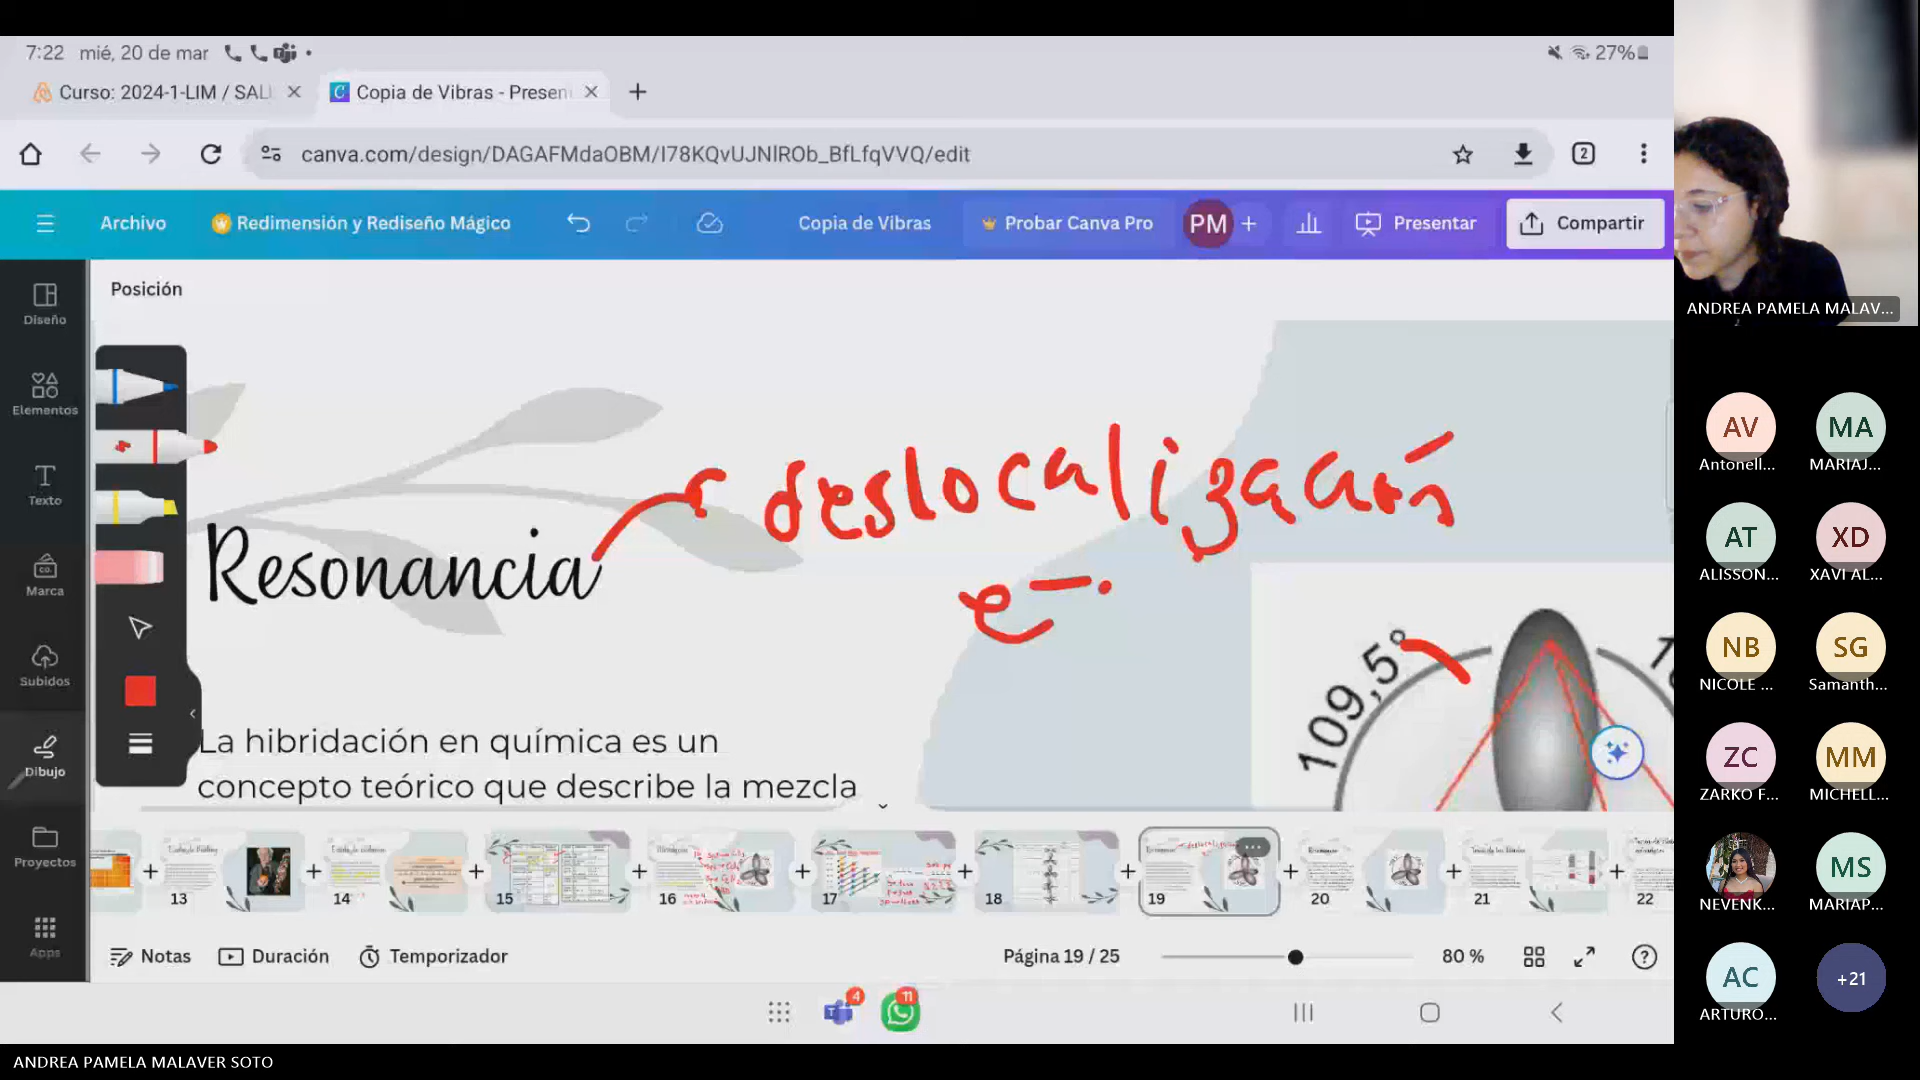 7:22 mié, 20 de mar
27%
Curso: 2024-1-LIM / SAL
Copia de Vibras - Presen
canva.com/design/DAGAFMdaOBM/I78KQvUJNlROb_BfLfqVVQ/edit
2
Archivo
Redimensión y Rediseño Mágico
Copia de Vibras
Probar Canva Pro
PM
Presentar
Compartir
Posición
Diseño
Elementos
Texto
Marca
Subidos
Dibujo
Proyectos
Apps
deslocalización
e-.
Resonancia
109,5°
La hibridación en química es un
concepto teórico que describe la mezcla
13
14
15
16
17
18
19
20
21
22
Notas
Duración
Temporizador
Página 19 / 25
80 %
4
11
ANDREA PAMELA MALAVER SOTO
ANDREA PAMELA MALAV...
AV
Antonell...
MA
MARIAJ...
AT
ALISSON...
XD
XAVI AL...
NB
NICOLE ...
SG
Samanth...
ZC
ZARKO F...
MM
MICHELL...
NEVENK...
MS
MARIAP...
AC
ARTURO...
+21